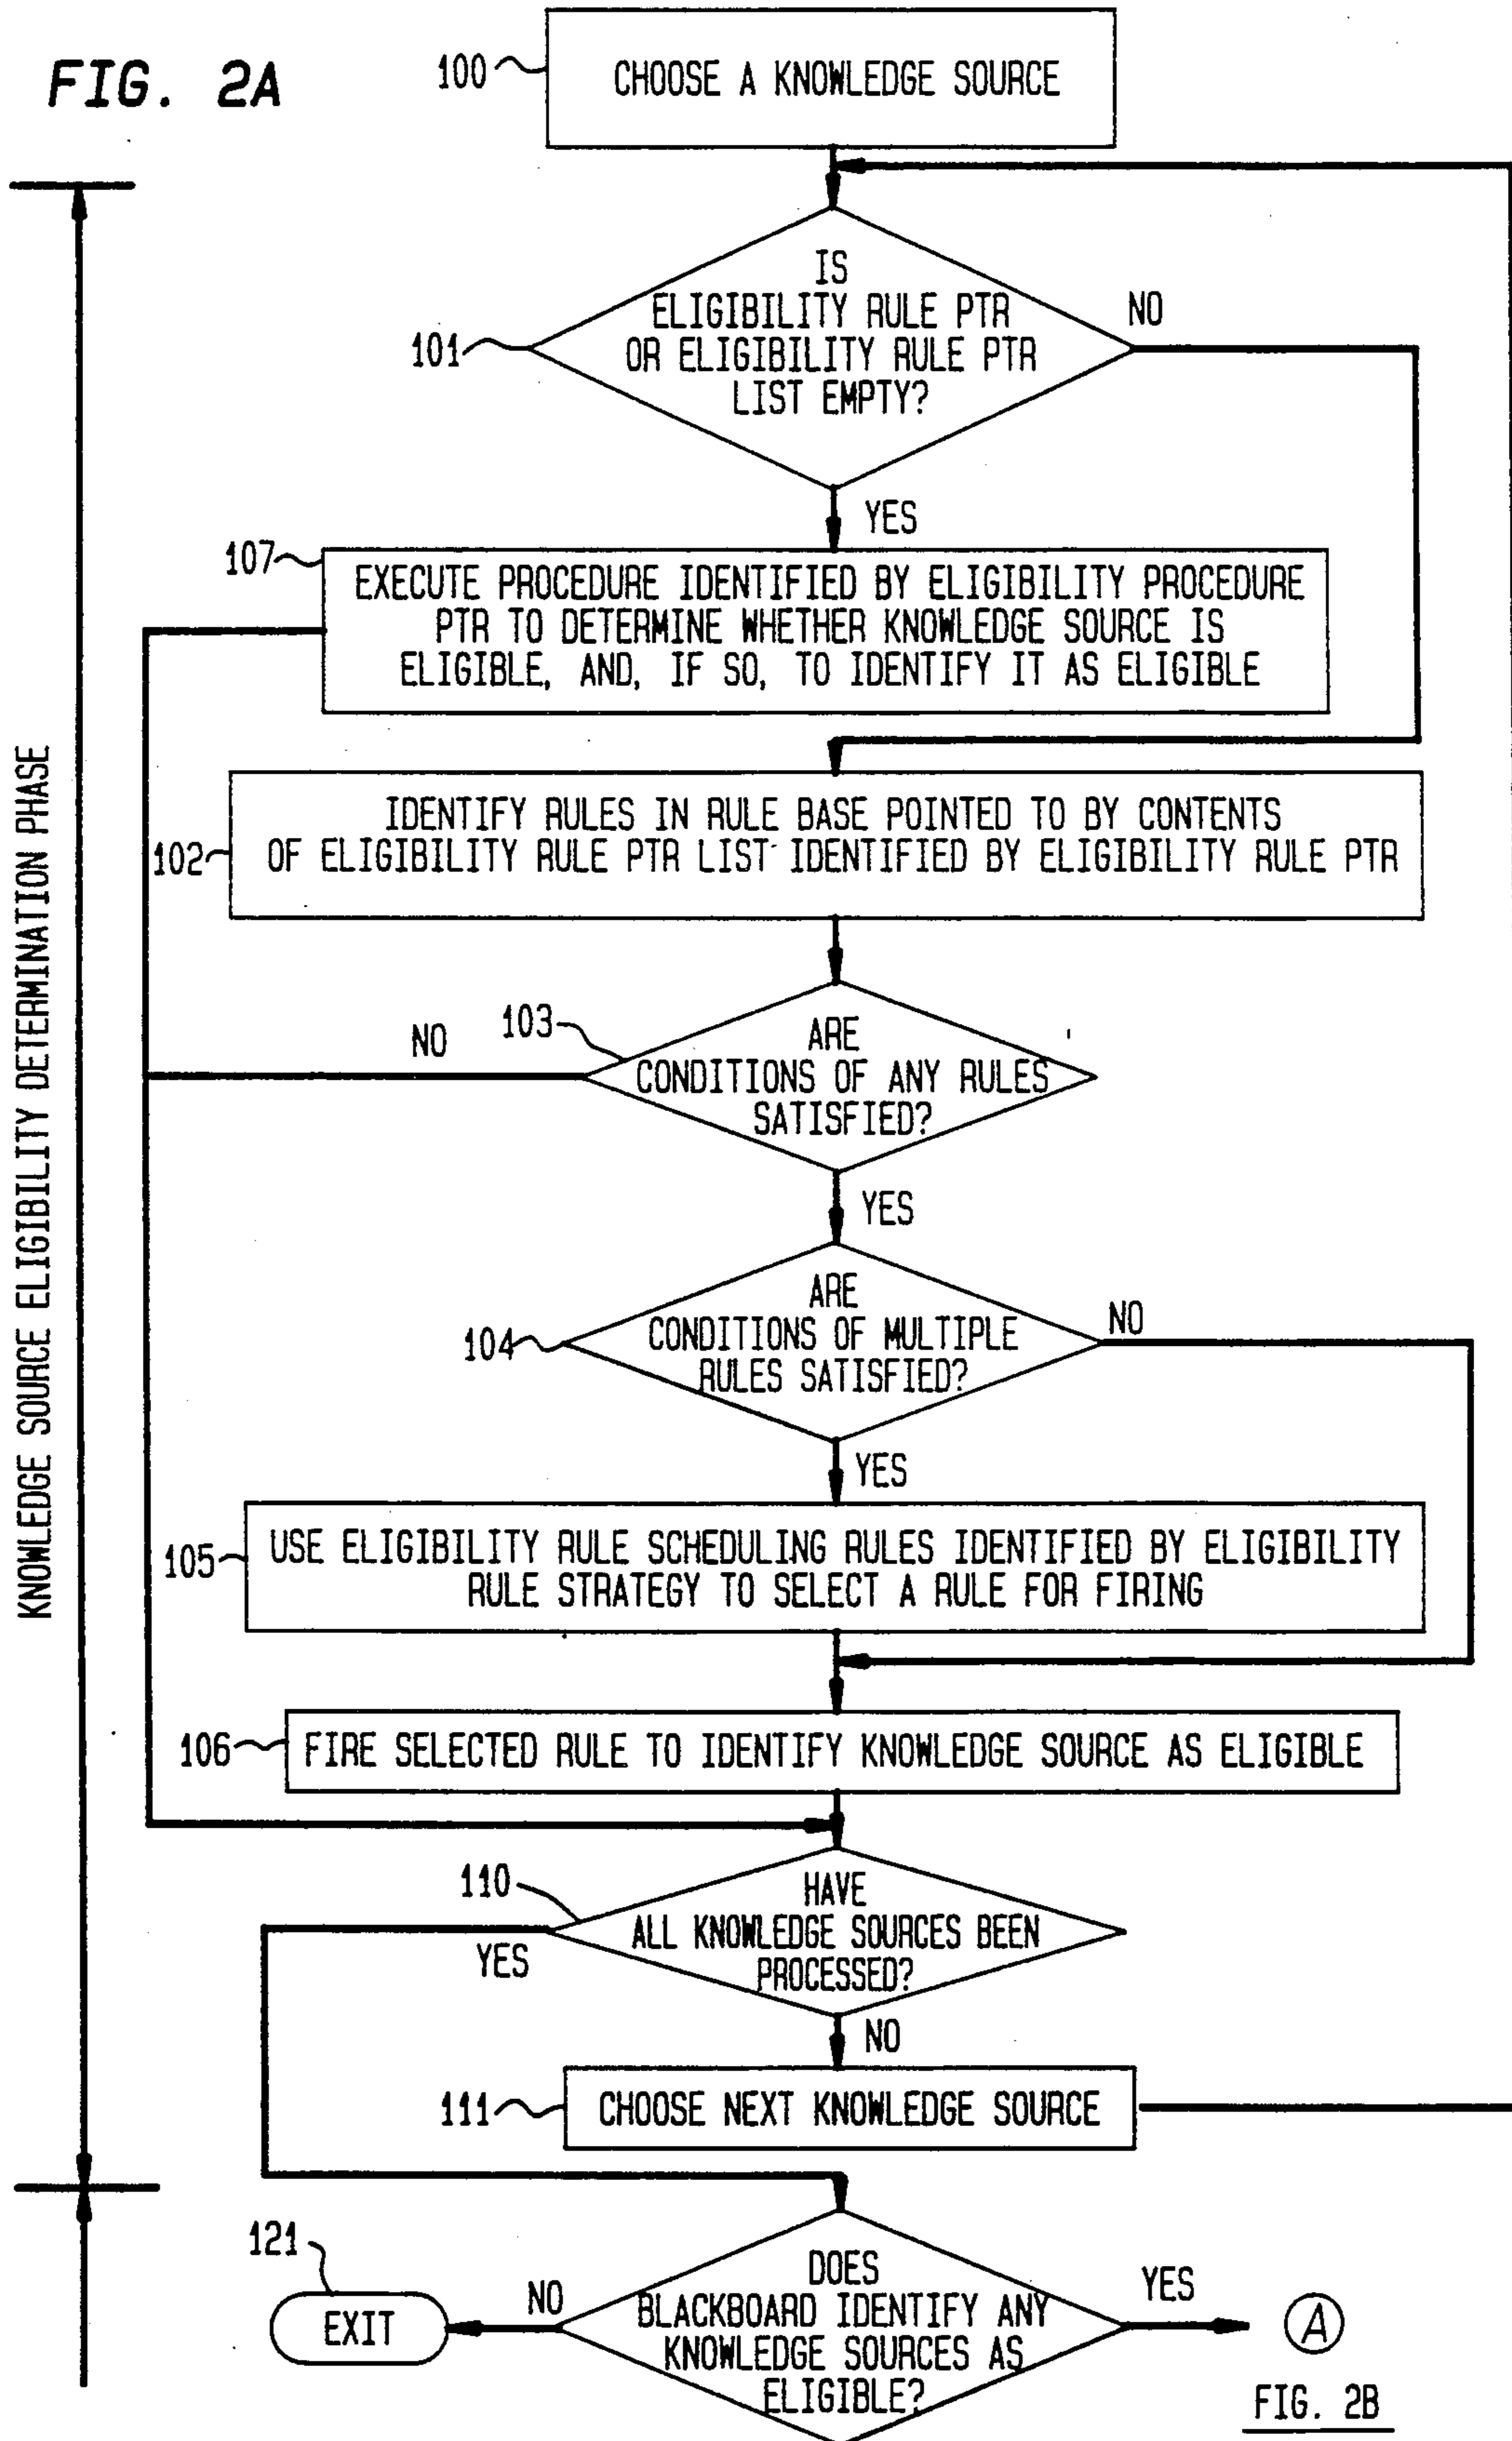 FIG. 2A
100
CHOOSE A KNOWLEDGE SOURCE
IS
ELIGIBILITY RULE PTR
OR ELIGIBILITY RULE PTR
LIST EMPTY?
101
NO
YES
107
EXECUTE PROCEDURE IDENTIFIED BY ELIGIBILITY PROCEDURE
PTR TO DETERMINE WHETHER KNOWLEDGE SOURCE IS
ELIGIBLE, AND, IF SO, TO IDENTIFY IT AS ELIGIBLE
KNOWLEDGE SOURCE ELIGIBILITY DETERMINATION PHASE
102
IDENTIFY RULES IN RULE BASE POINTED TO BY CONTENTS
OF ELIGIBILITY RULE PTR LIST IDENTIFIED BY ELIGIBILITY RULE PTR
103
NO
ARE
CONDITIONS OF ANY RULES
SATISFIED?
YES
104
ARE
CONDITIONS OF MULTIPLE
RULES SATISFIED?
NO
YES
105
USE ELIGIBILITY RULE SCHEDULING RULES IDENTIFIED BY ELIGIBILITY
RULE STRATEGY TO SELECT A RULE FOR FIRING
106
FIRE SELECTED RULE TO IDENTIFY KNOWLEDGE SOURCE AS ELIGIBLE
110
HAVE
ALL KNOWLEDGE SOURCES BEEN
PROCESSED?
YES
NO
111
CHOOSE NEXT KNOWLEDGE SOURCE
121
EXIT
NO
DOES
BLACKBOARD IDENTIFY ANY
KNOWLEDGE SOURCES AS
ELIGIBLE?
YES
A
FIG. 2B